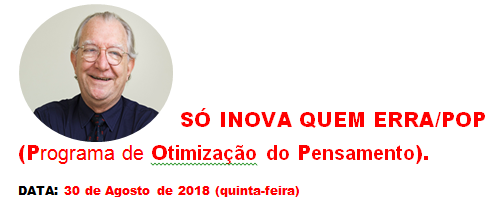 SÓ INOVA QUEM ERRA/POP
(Programa de Otimização do Pensamento).
DATA: 30 de Agosto de 2018 (quinta-feira)